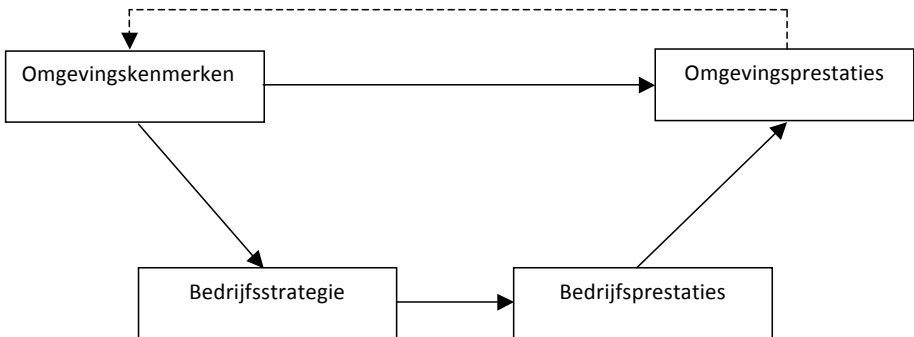 Omgevingskenmerken
Omgevingsprestaties
Bedrijfsstrategie
Bedrijfsprestaties